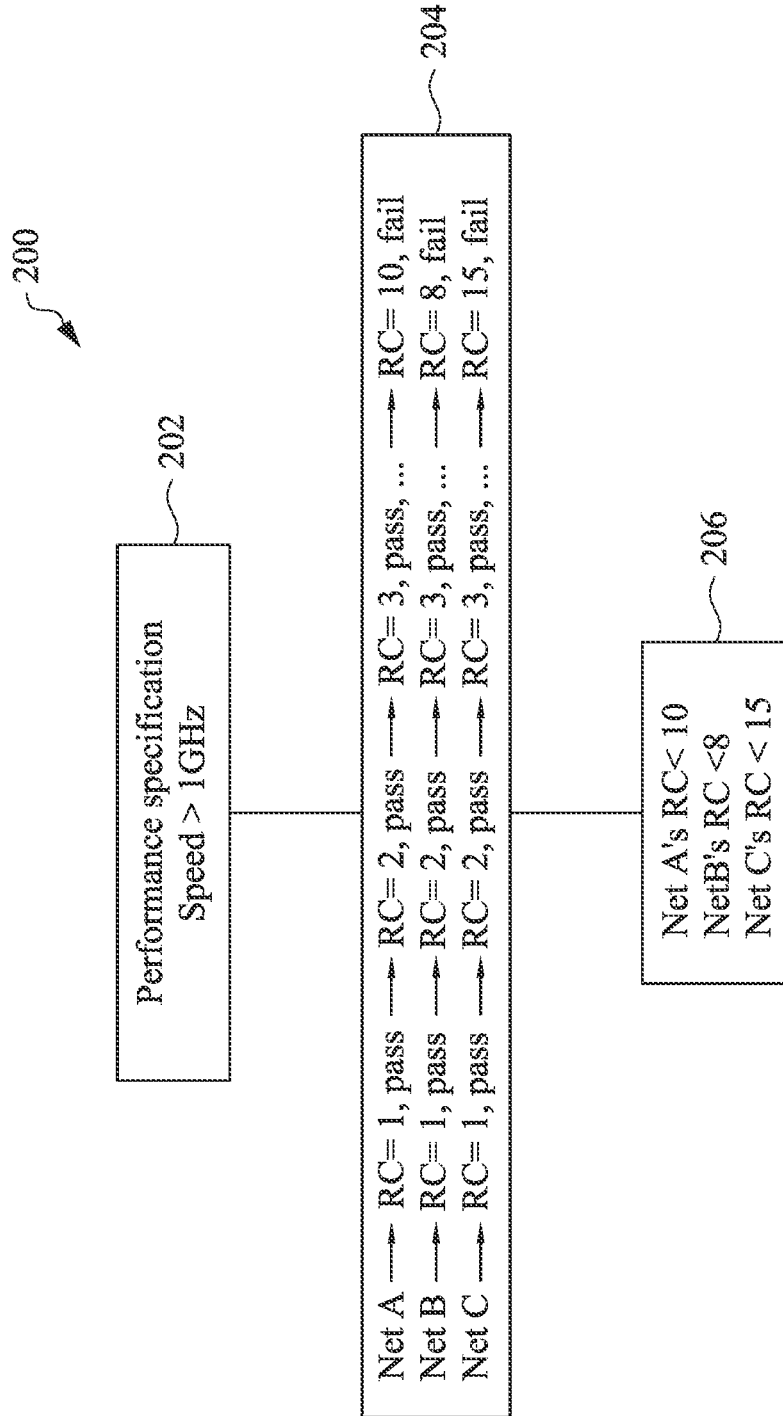 200
Performance specification
Speed > 1GHz
202
Net A RC= 1, pass RC= 2, pass RC= 3, pass, ... RC= 10, fail
Net B RC= 1, pass RC= 2, pass RC= 3, pass, ... RC= 8, fail
Net C RC= 1, pass RC= 2, pass RC= 3, pass, ... RC= 15, fail
204
Net A's RC< 10
NetB's RC <8
Net C's RC < 15
206